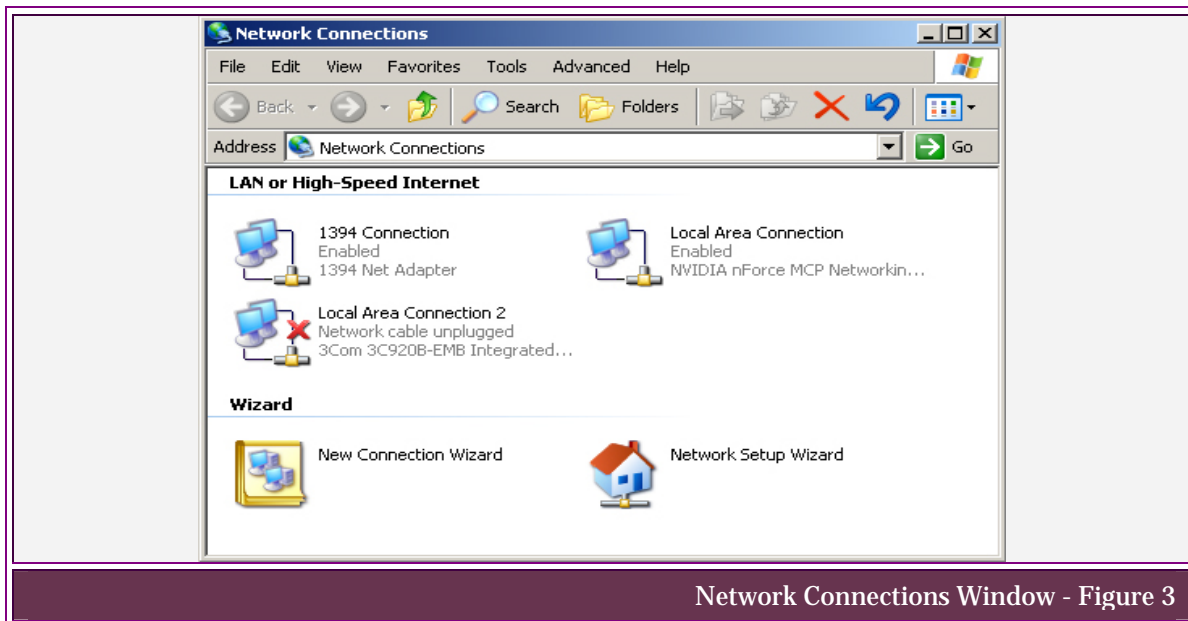 Network Connections
File Edit View Favorites Tools Advanced Help
Back Search Folders
Address Network Connections Go
LAN or High-Speed Internet
1394 Connection
Enabled
1394 Net Adapter
Local Area Connection
Enabled
NVIDIA nForce MCP Networkin...
Local Area Connection 2
Network cable unplugged
3Com 3C920B-EMB Integrated...
Wizard
New Connection Wizard
Network Setup Wizard
Network Connections Window - Figure 3